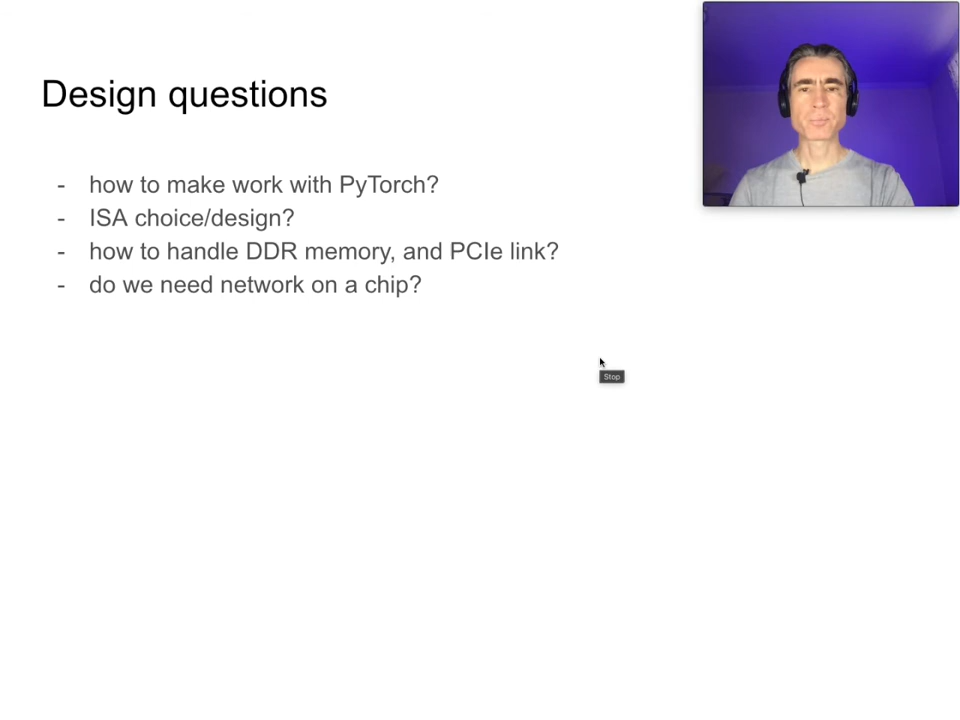 Design questions
- how to make work with PyTorch?
- ISA choice/design?
- how to handle DDR memory, and PCIe link?
- do we need network on a chip?
Stop